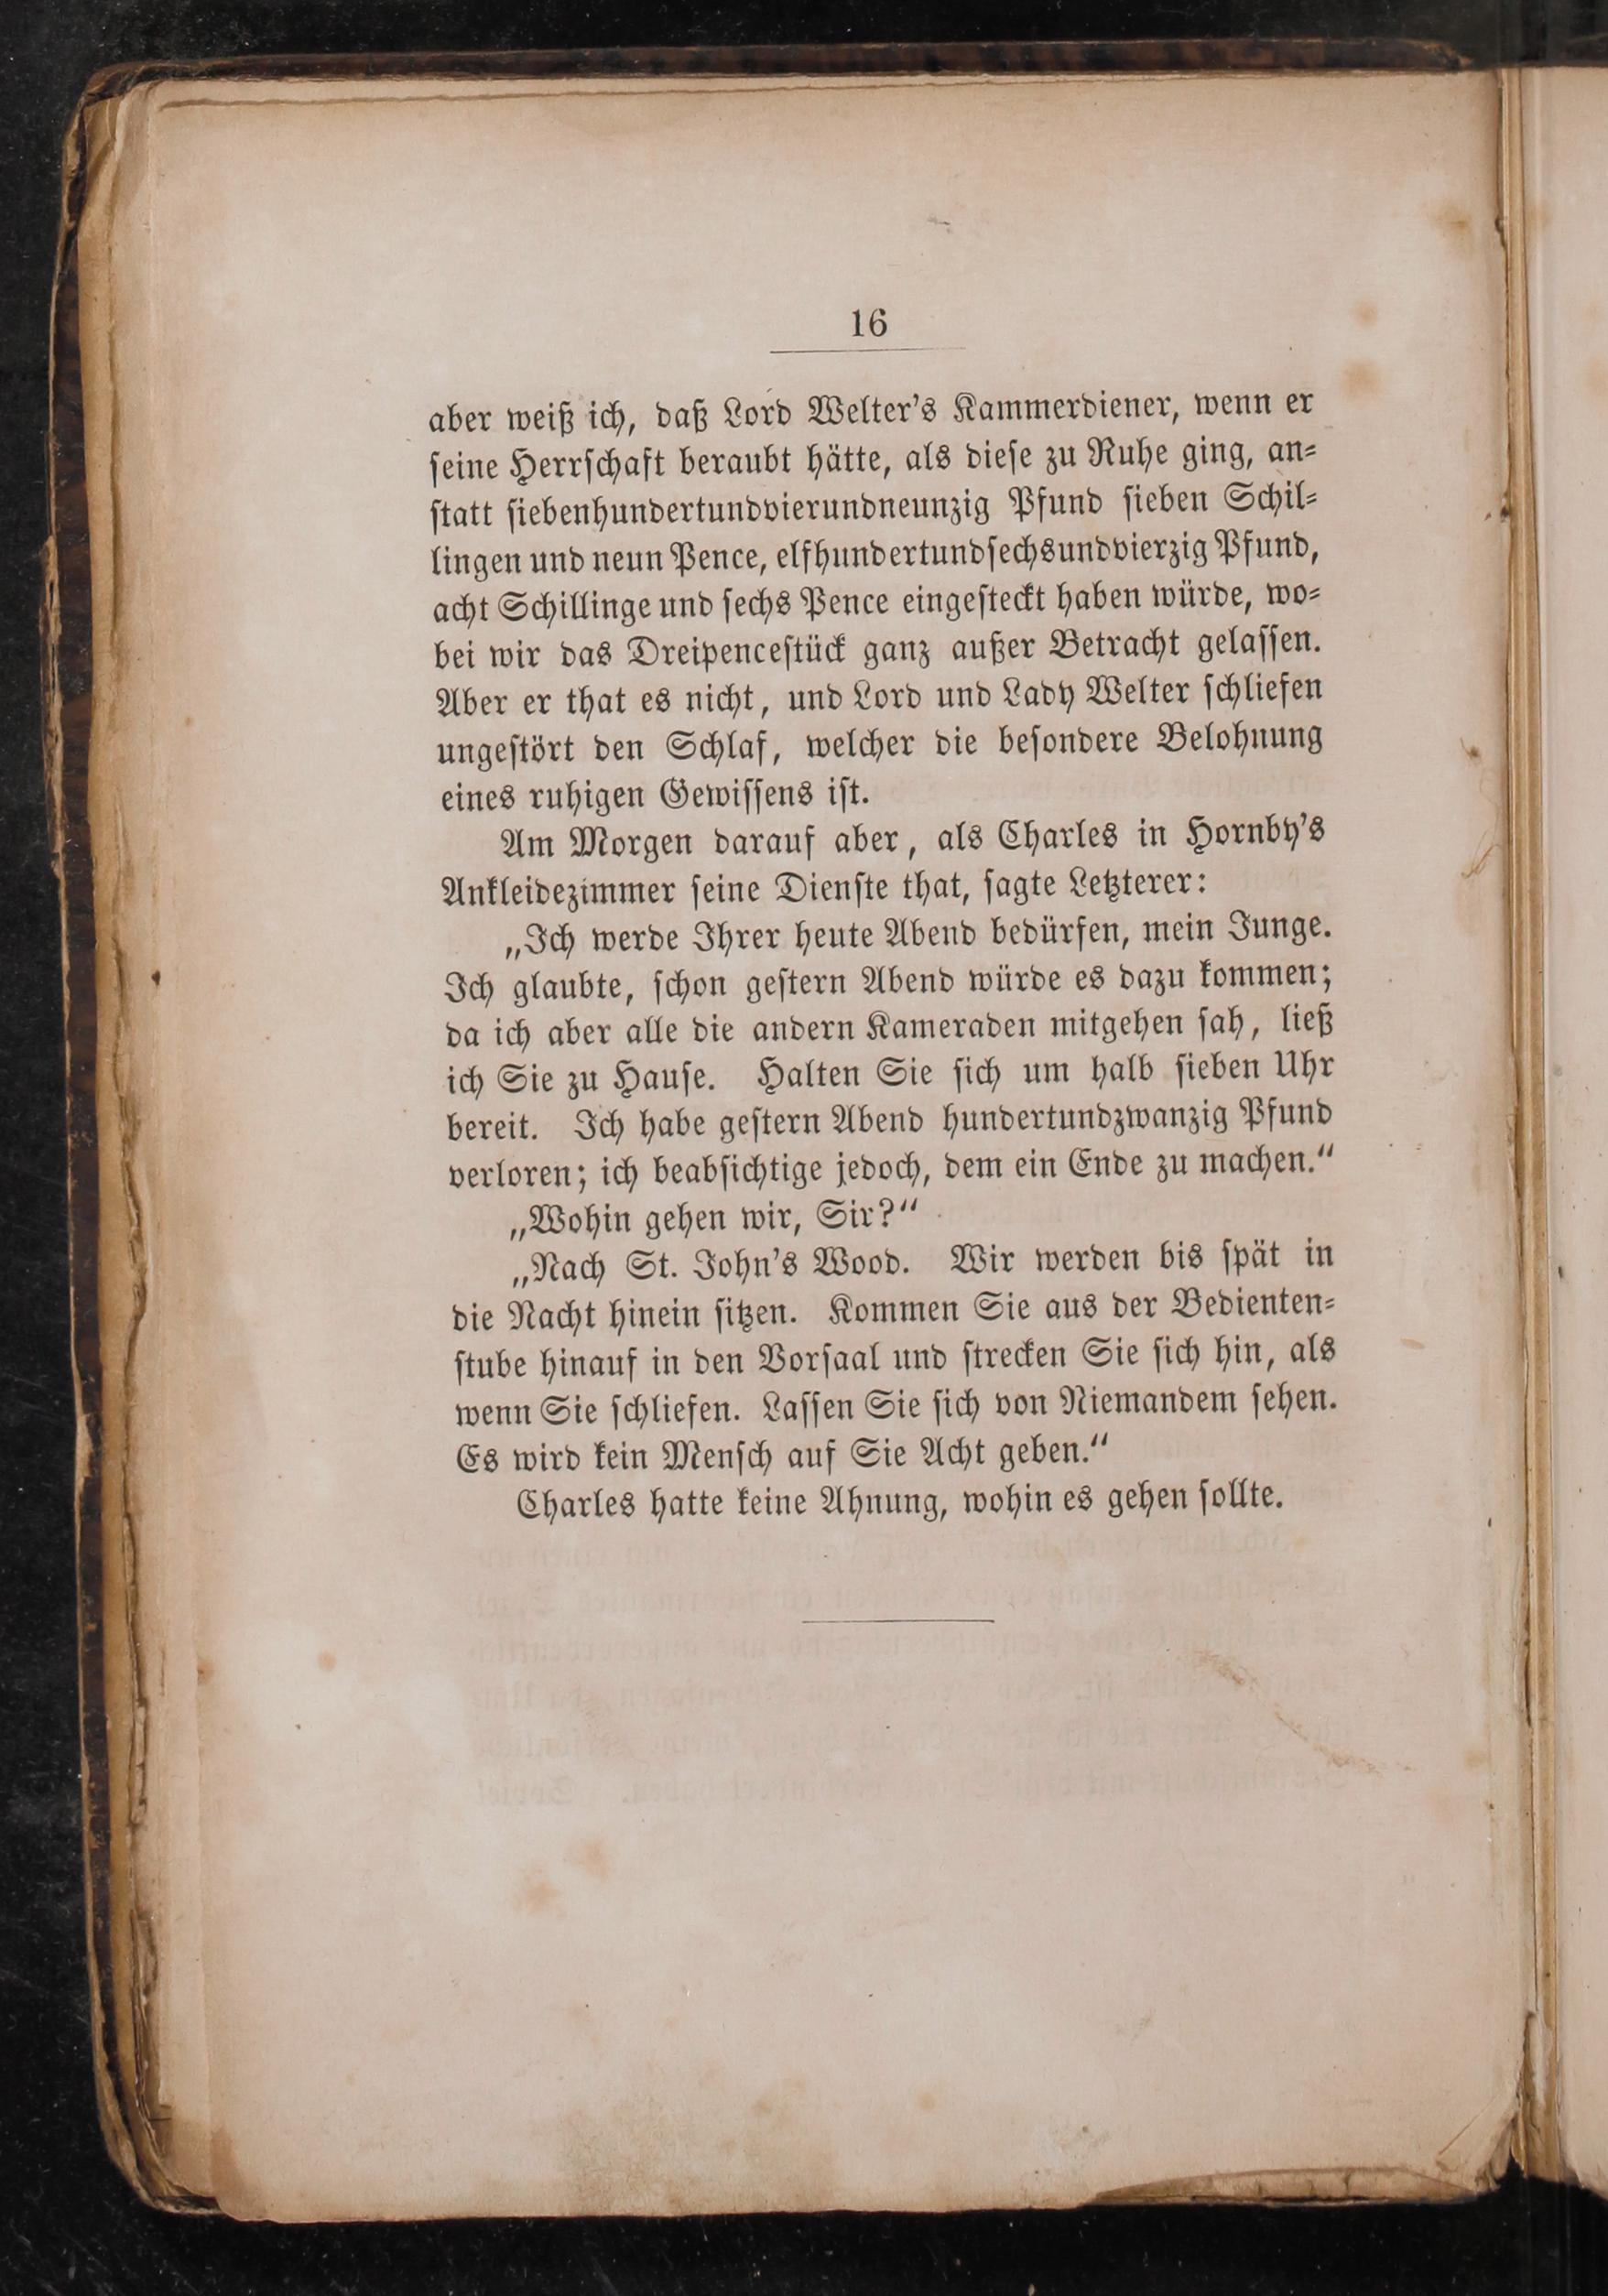 16
aber weiß ich, daß Lord Welter's Kammerdiener, wenn er
ſeine Herrſchaft beraubt hätte, als dieſe zu Ruhe ging, an⸗
ſtatt ſiebenhundertundvierundneunzig Pfund ſieben Schil⸗
lingen und neun Pence, elfhundertundſechsundvierzig Pfund,
acht Schillinge und ſechs Pence eingeſteckt haben würde, wo⸗
bei wir das Dreipenceſtück ganz außer Betracht gelaſſen.
Aber er that es nicht, und Lord und Lady Welter ſchliefen
ungeſtört den Schlaf, welcher die beſondere Belohnung
eines ruhigen Gewiſſens iſt.
Am Morgen darauf aber, als Charles in Hornby's
Ankleidezimmer ſeine Dienſte that, ſagte Letzterer:
„Ich werde Ihrer heute Abend bedürfen, mein Junge.
Ich glaubte, ſchon geſtern Abend würde es dazu kommen;
da ich aber alle die andern Kameraden mitgehen ſah, ließ
ich Sie zu Hauſe. Halten Sie ſich um halb ſieben Uhr
bereit. Ich habe geſtern Abend hundertundzwanzig Pfund
verloren; ich beabſichtige jedoch, dem ein Ende zu machen.“
„Wohin gehen wir, Sir?“
„Nach St. John's Wood. Wir werden bis ſpät in
die Nacht hinein ſitzen. Kommen Sie aus der Bedienten⸗
ſtube hinauf in den Vorſaal und ſtrecken Sie ſich hin, als
wenn Sie ſchliefen. Laſſen Sie ſich von Niemandem ſehen.
Es wird kein Menſch auf Sie Acht geben.“
Charles hatte keine Ahnung, wohin es gehen ſollte.